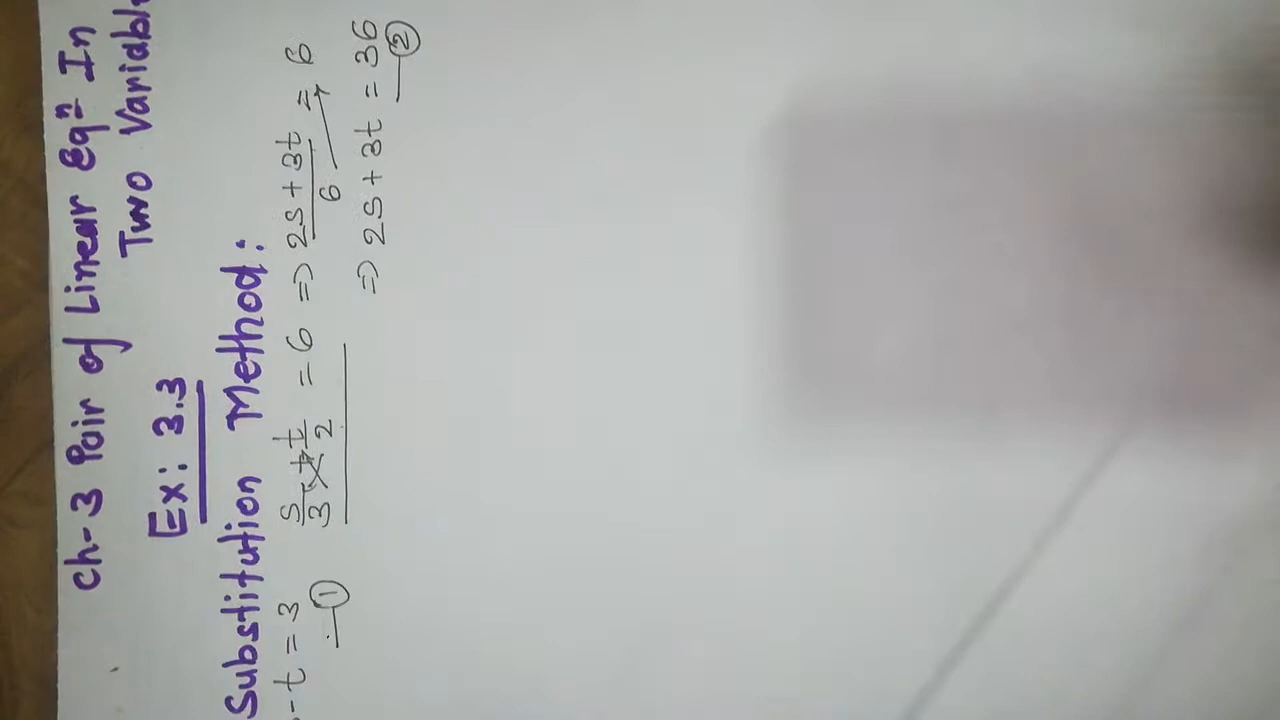 Ch-3 Pair of Linear Eqⁿ In
Two Variable
Ex: 3.3
Substitution Method:
- t = 3 s/3 + t/2 = 6 => 2s + 3t/6 = 6
—①
=> 2s + 3t = 36
—②